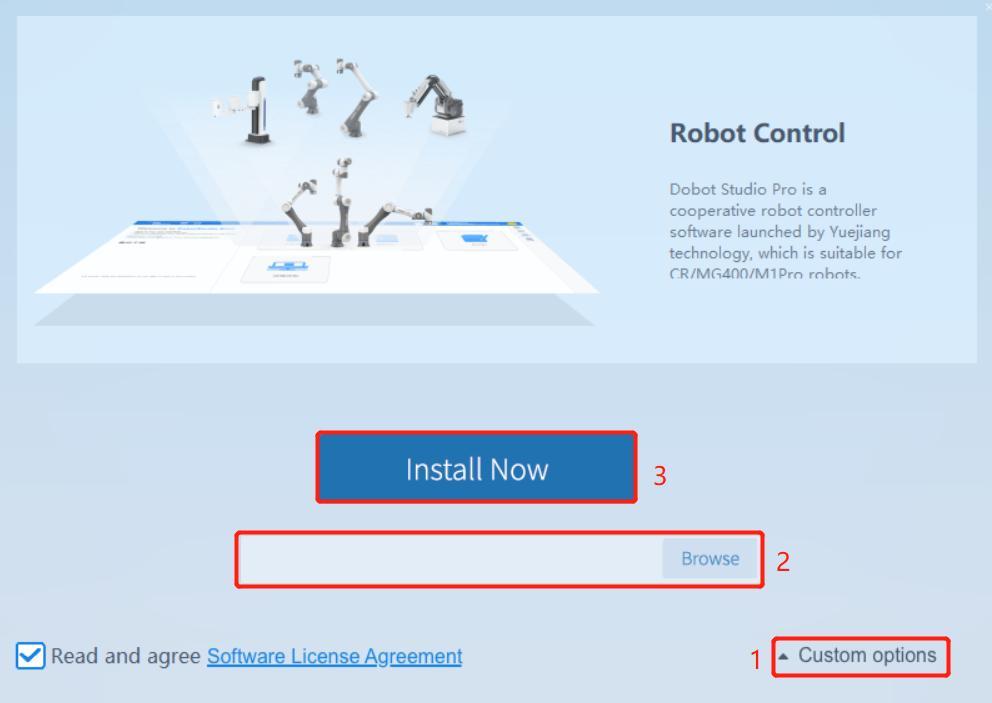 Robot Control
Dobot Studio Pro is a
cooperative robot controller
software launched by Yuejiang
technology, which is suitable for
CR/MG400/M1Pro robots.
Install Now
3
Browse
2
Read and agree Software License Agreement
1
Custom options